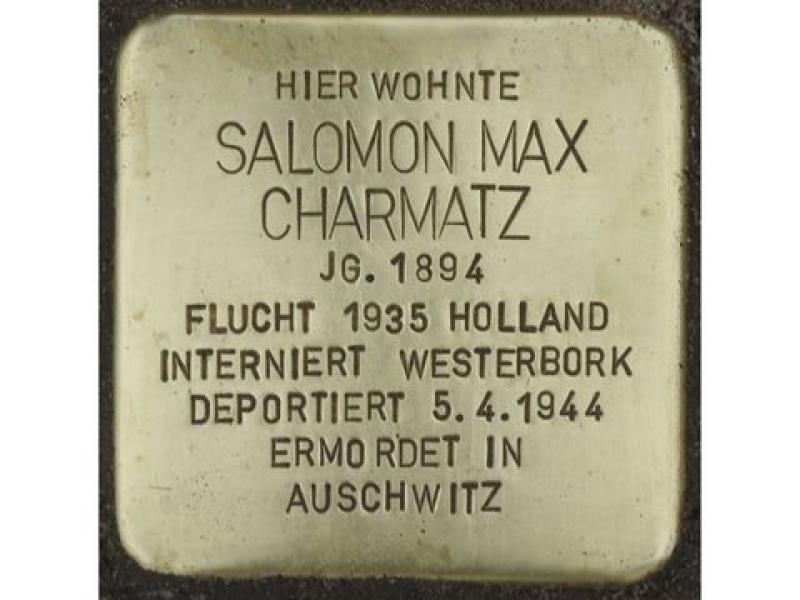 HIER WOHNTE
SALOMON MAX
CHARMATZ
JG. 1894
FLUCHT 1935 HOLLAND
INTERNIERT WESTERBORK
DEPORTIERT 5.4.1944
ERMORDET IN
AUSCHWITZ